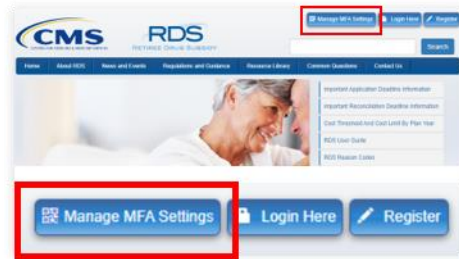 Manage MFA Settings Login Here Register
CMS RDS
RETIREE DRUG SUBSIDY
Search
Home About RDS News and Events Regulations and Guidance Resource Library Common Questions Contact Us
Important Application Deadline Information
Important Reconciliation Deadline Information
Cost Threshold And Cost Limit By Plan Year
RDS User Guide
RDS Reason Codes
Manage MFA Settings Login Here Register